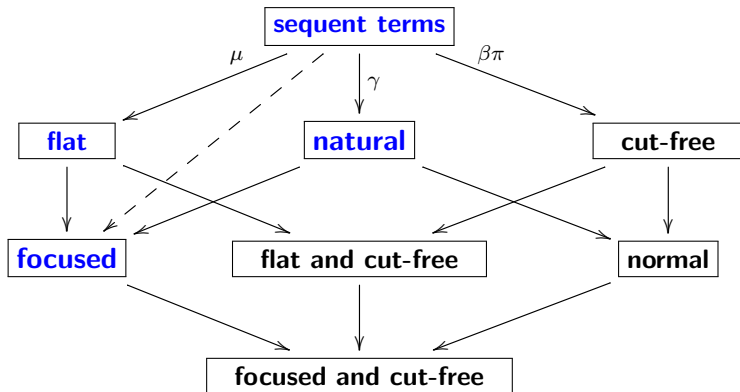 sequent terms
μ
γ
βπ
flat
natural
cut-free
focused
flat and cut-free
normal
focused and cut-free